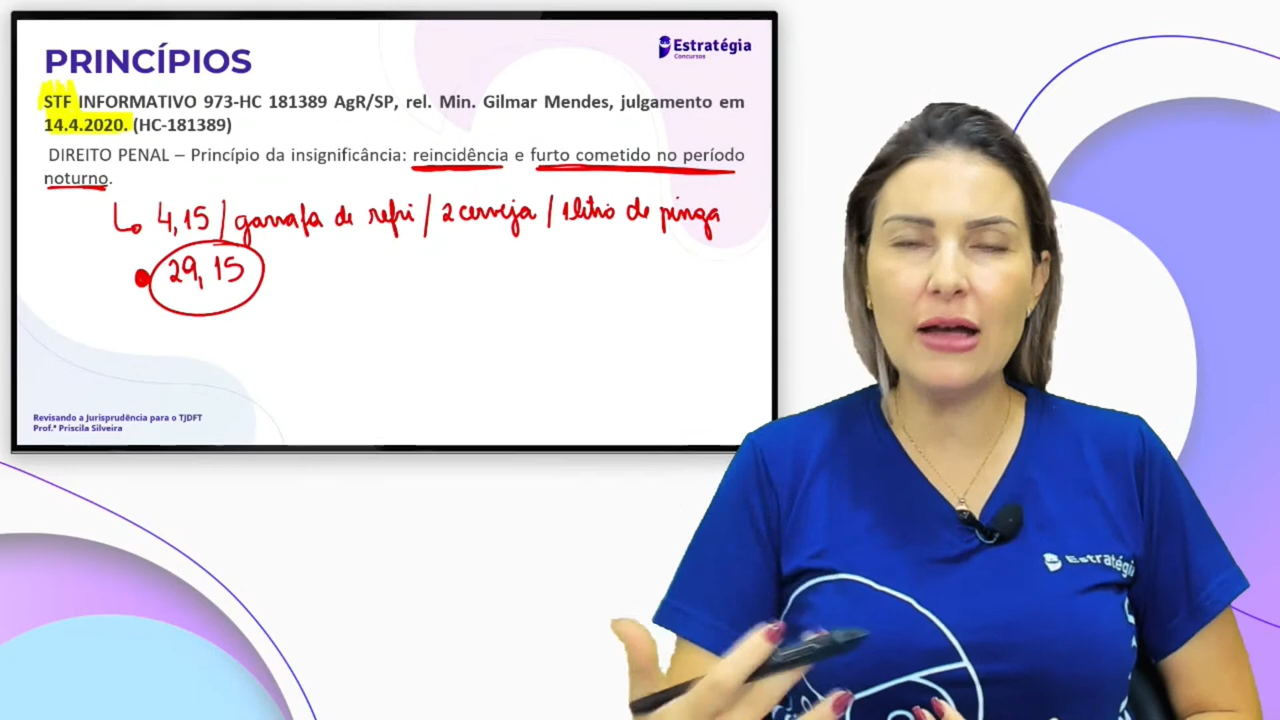 PRINCÍPIOS
Estratégia
Concursos
STF INFORMATIVO 973-HC 181389 AgR/SP, rel. Min. Gilmar Mendes, julgamento em
14.4.2020. (HC-181389)
DIREITO PENAL – Princípio da insignificância: reincidência e furto cometido no período
noturno.
4,15 / garrafa de refri / 2 cerveja / 1 litro de pinga
29,15
Revisando a Jurisprudência para o TJDFT
Prof.ª Priscila Silveira
Estratégia